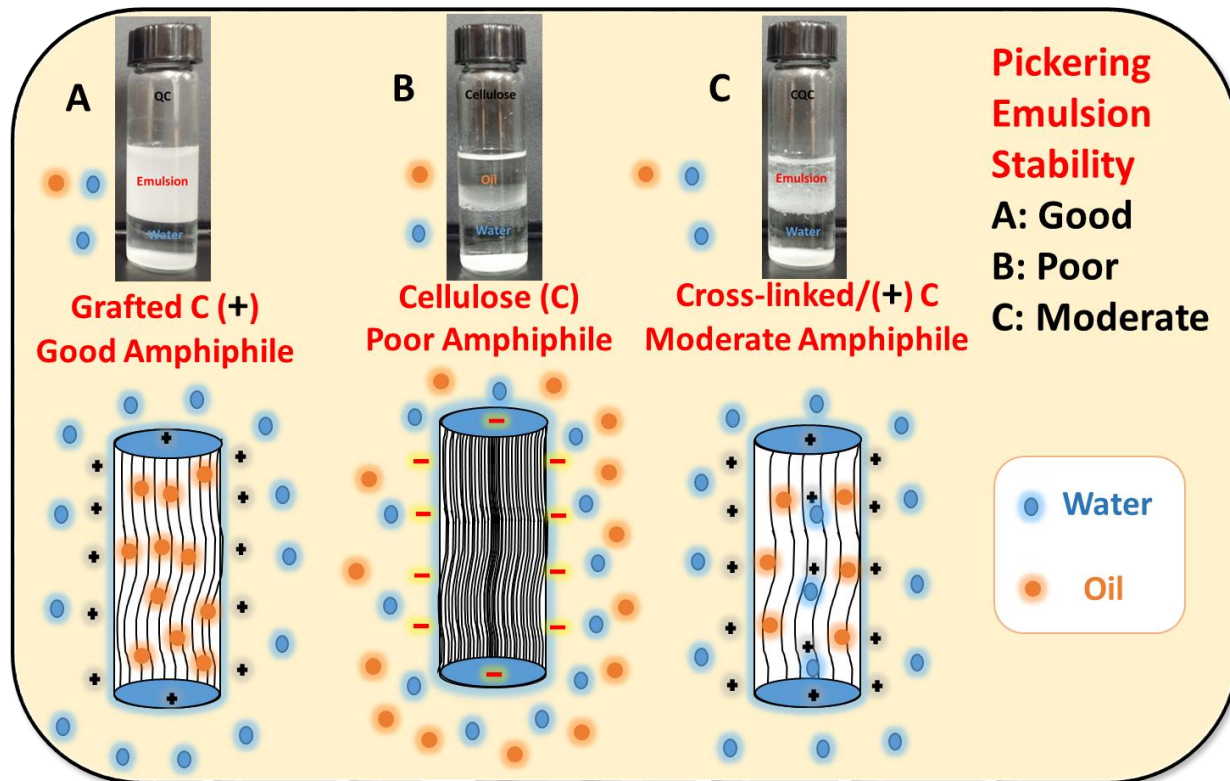 A
QC
Emulsion
Water
B
Cellulose
Oil
Water
C
CQC
Emulsion
Water
Pickering
Emulsion
Stability
A: Good
B: Poor
C: Moderate
Grafted C (+)
Good Amphiphile
Cellulose (C)
Poor Amphiphile
Cross-linked/(+) C
Moderate Amphiphile
Water
Oil